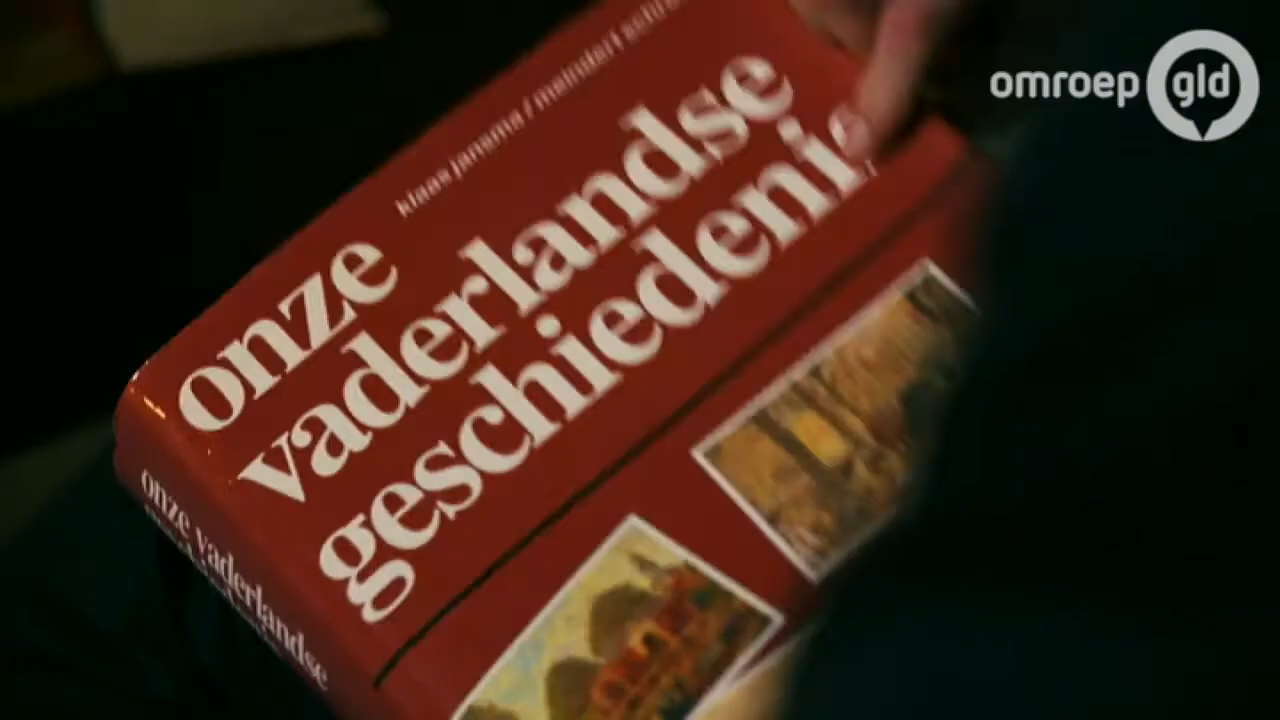 omroep gld
klaas jansma / meindert
onze
vaderlandse
geschiedenis
onze vaderlandse